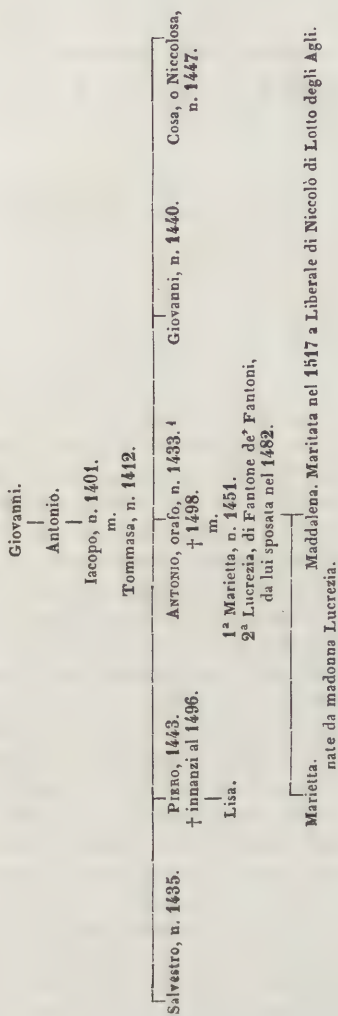 Giovanni.
Antonio.
Iacopo, n. 1401.
m.
Tommasa, n. 1412.
Salvestro, n. 1435.
PIERO, 1443.
† innanzi al 1496.
Lisa.
ANTONIO, orafo, n. 1433.¹
† 1498.
m.
1ª Marietta, n. 1451.
2ª Lucrezia, di Fantone de' Fantoni,
da lui sposata nel 1482.
Giovanni, n. 1440.
Cosa, o Niccolosa,
n. 1447.
Marietta.
Maddalena. Maritata nel 1517 a Liberale di Niccolò di Lotto degli Agli.
nate da madonna Lucrezia.